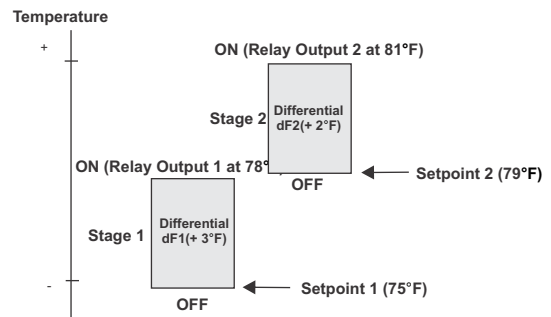 Temperature
+
ON (Relay Output 2 at 81°F)
Stage 2
Differential
dF2(+ 2°F)
ON (Relay Output 1 at 78°
OFF
Setpoint 2 (79°F)
Stage 1
Differential
dF1(+ 3°F)
-
Setpoint 1 (75°F)
OFF